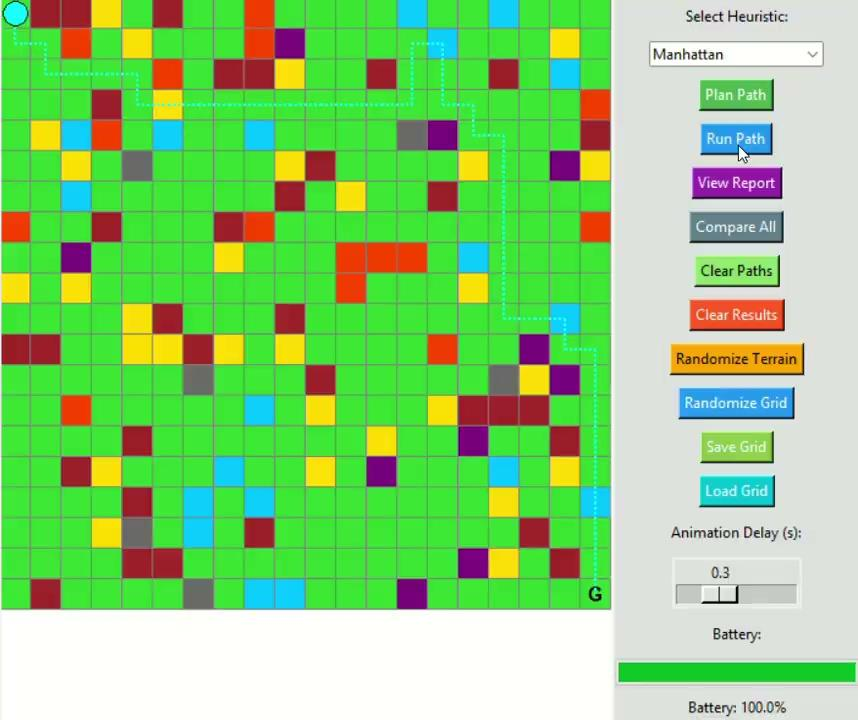 Select Heuristic:
Manhattan
Plan Path
Run Path
View Report
Compare All
Clear Paths
Clear Results
Randomize Terrain
Randomize Grid
Save Grid
Load Grid
Animation Delay (s):
0.3
G
Battery:
Battery: 100.0%